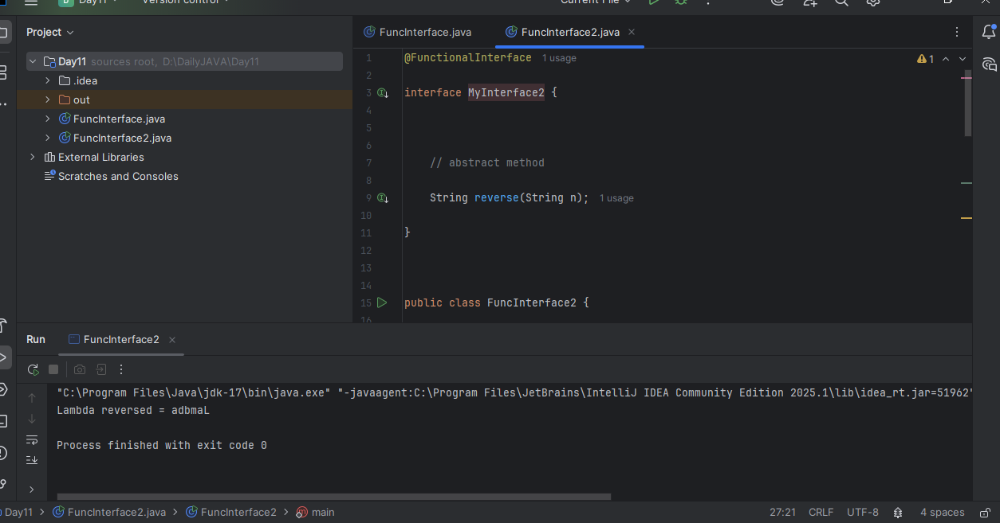 Day11
Version control
Current File
Project
Day11 sources root, D:\DailyJAVA\Day11
.idea
out
FuncInterface.java
FuncInterface2.java
External Libraries
Scratches and Consoles
FuncInterface.java
FuncInterface2.java
1
1 @FunctionalInterface 1 usage
2
3 interface MyInterface2 {
4
5
6
7 // abstract method
8
9 String reverse(String n); 1 usage
10
11 }
12
13
14
15 public class FuncInterface2 {
16
Run FuncInterface2
"C:\Program Files\Java\jdk-17\bin\java.exe" "-javaagent:C:\Program Files\JetBrains\IntelliJ IDEA Community Edition 2025.1\lib\idea_rt.jar=51962
Lambda reversed = adbmaL
Process finished with exit code 0
Day11 > FuncInterface2.java > FuncInterface2 > main 27:21 CRLF UTF-8 4 spaces